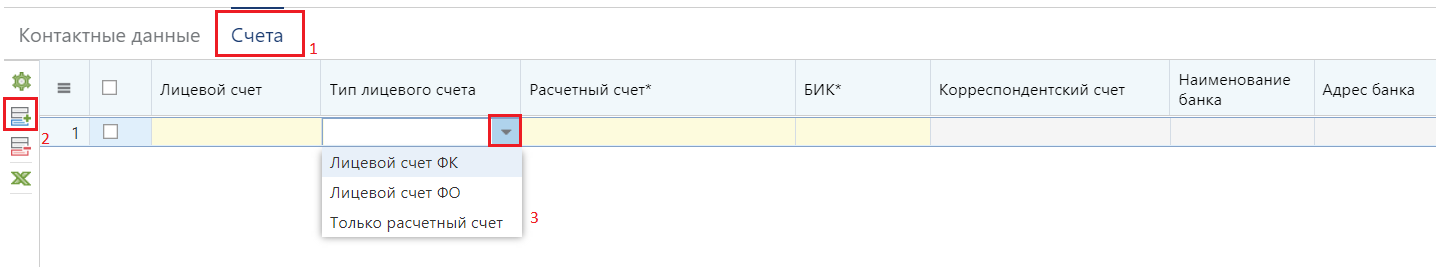 Контактные данные Счета 1
Лицевой счет Тип лицевого счета Расчетный счет* БИК* Корреспондентский счет Наименование банка Адрес банка
2 1
Лицевой счет ФК
Лицевой счет ФО
Только расчетный счет 3